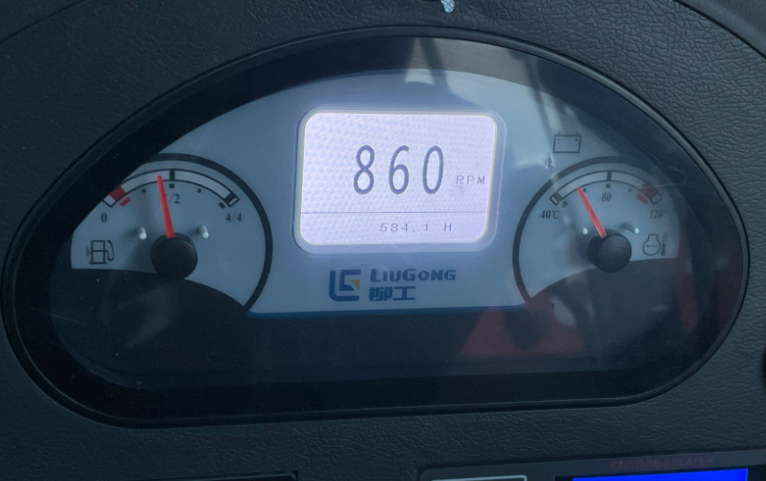 860 RPM
584.1 H
0
1/2
4/4
40℃
80
120
LIUGONG
柳工